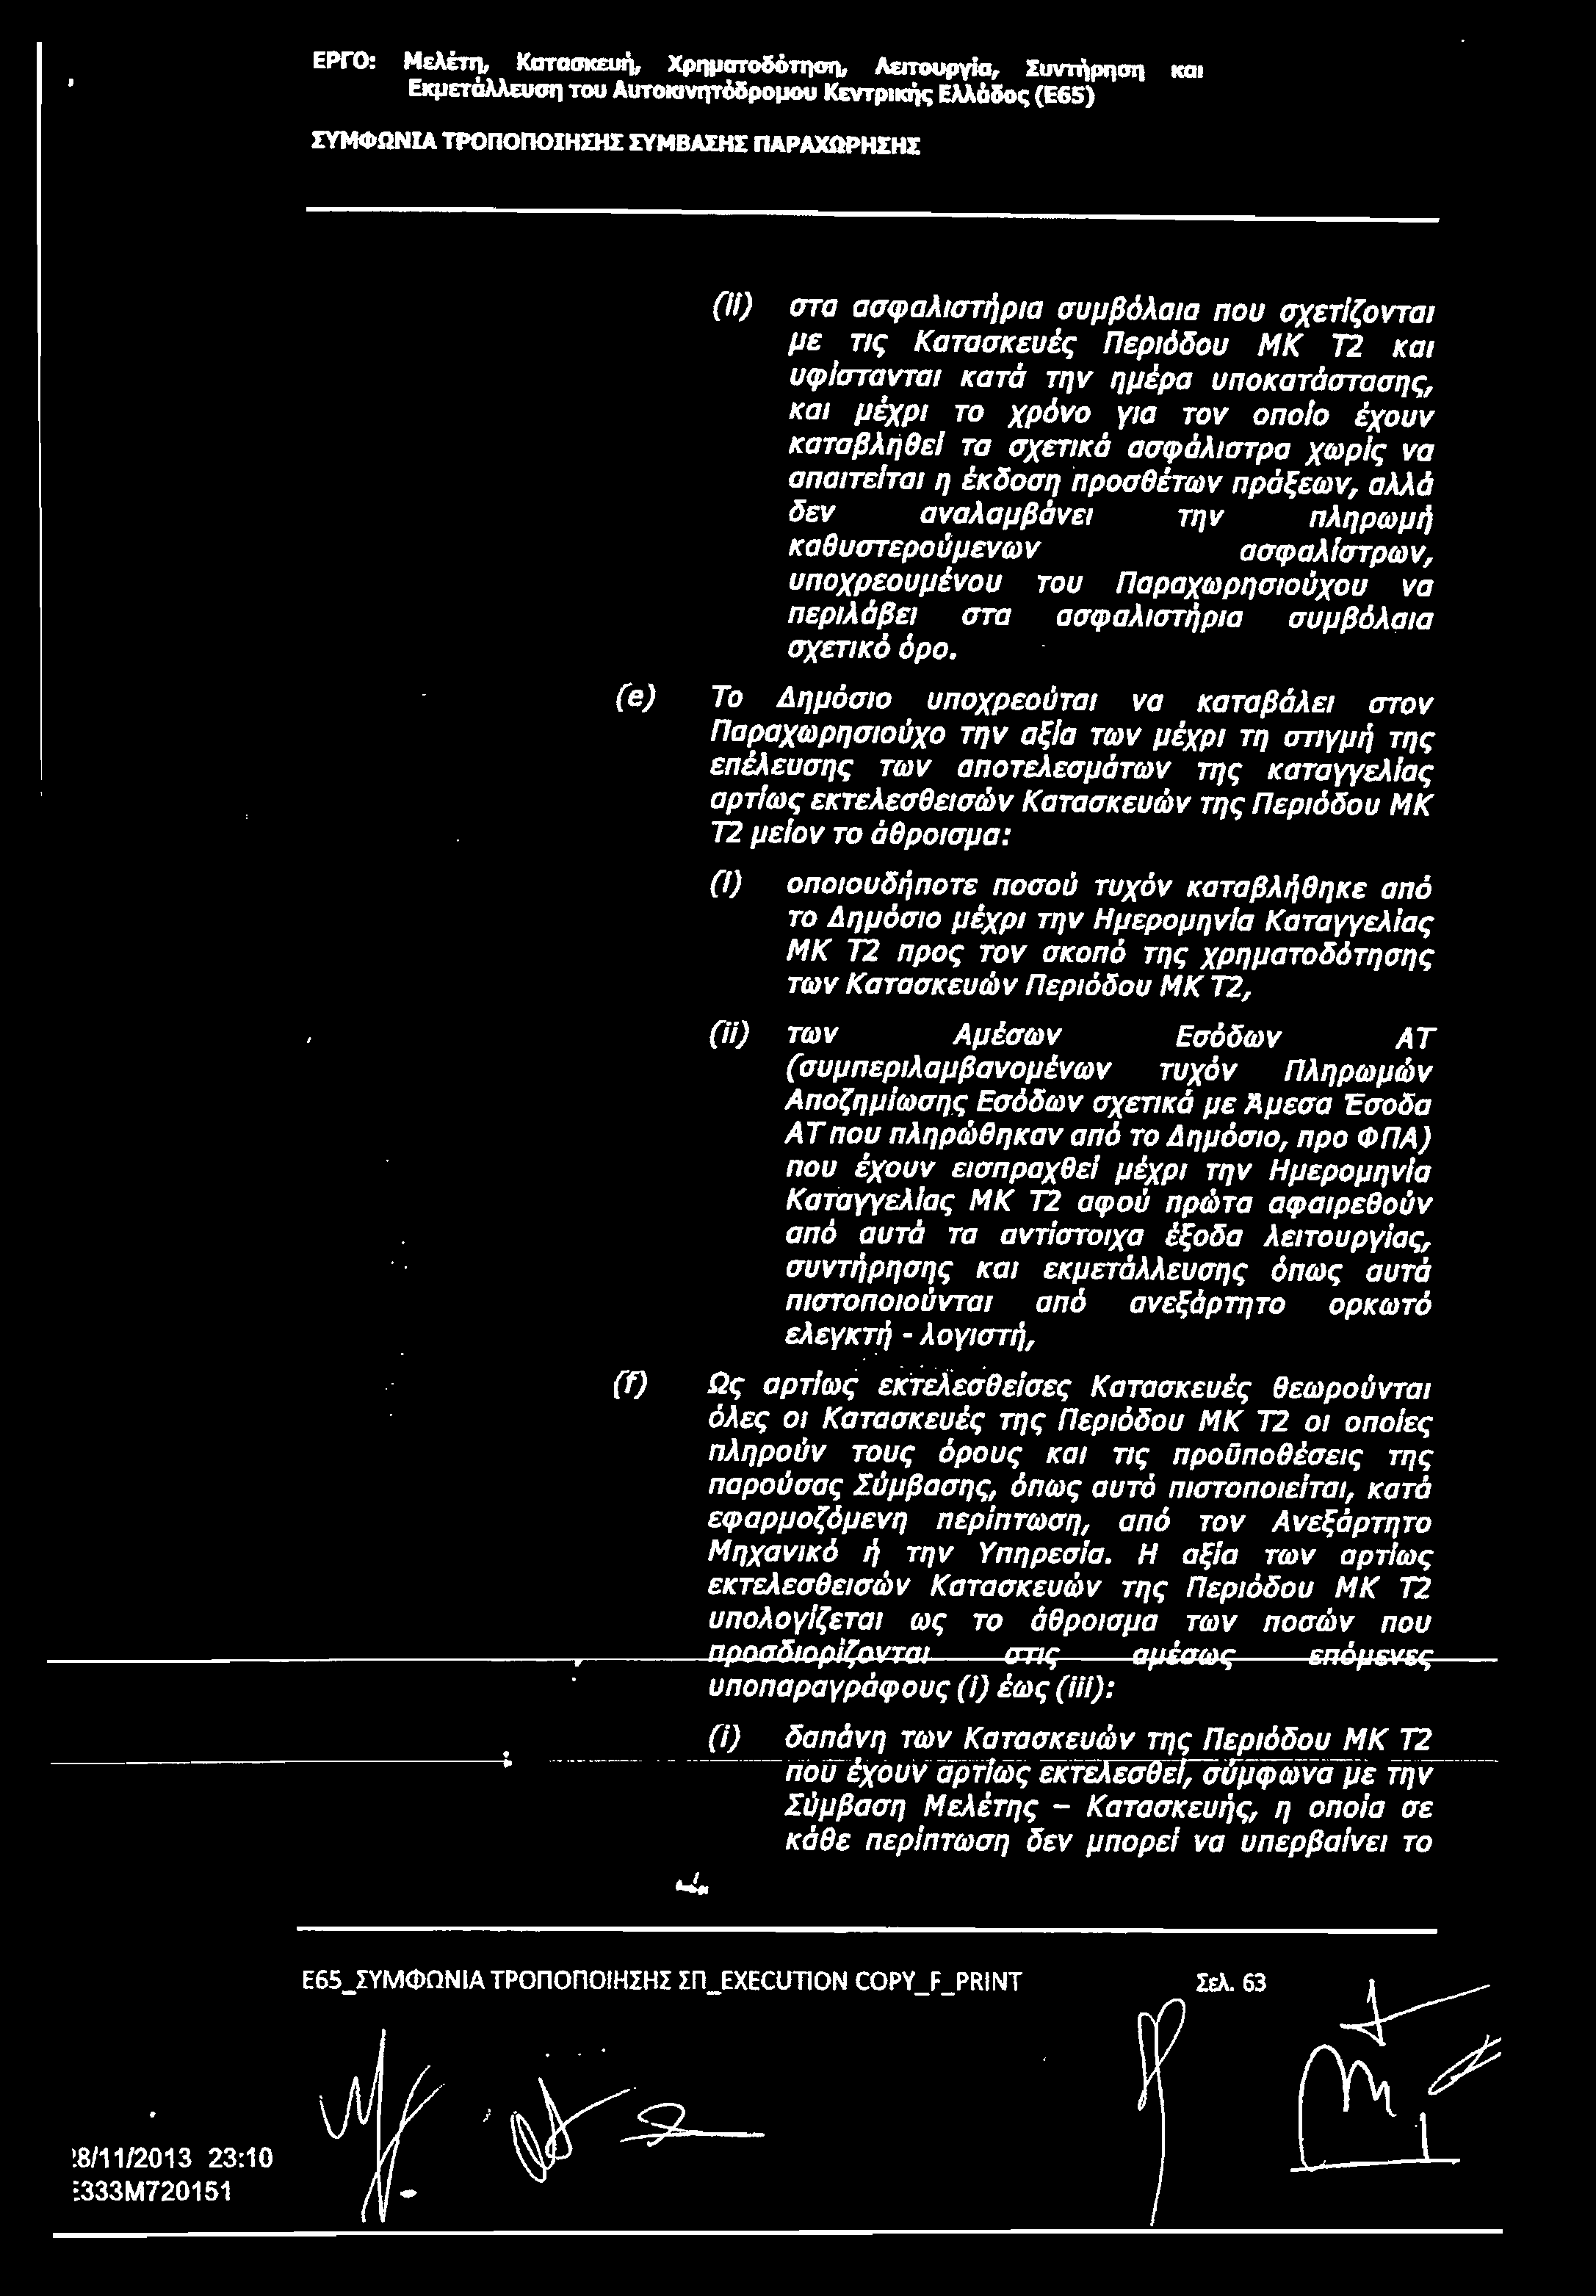 ΕΡΓΟ: Μελέτη, Κατασκευή, Χρηματοδότηση, Λειτουργία, Συντήρηση και
Εκμετάλλευση του Αυτοκινητόδρομου Κεντρικής Ελλάδος (Ε65)
ΣΥΜΦΩΝΙΑ ΤΡΟΠΟΠΟΙΗΣΗΣ ΣΥΜΒΑΣΗΣ ΠΑΡΑΧΩΡΗΣΗΣ
(ii) στα ασφαλιστήρια συμβόλαια που σχετίζονται
με τις Κατασκευές Περιόδου ΜΚ Τ2 και
υφίστανται κατά την ημέρα υποκατάστασης,
και μέχρι το χρόνο για τον οποίο έχουν
καταβληθεί τα σχετικά ασφάλιστρα χωρίς να
απαιτείται η έκδοση προσθέτων πράξεων, αλλά
δεν αναλαμβάνει την πληρωμή
καθυστερούμενων ασφαλίστρων,
υποχρεουμένου του Παραχωρησιούχου να
περιλάβει στα ασφαλιστήρια συμβόλαια
σχετικό όρο.
(e) Το Δημόσιο υποχρεούται να καταβάλει στον
Παραχωρησιούχο την αξία των μέχρι τη στιγμή της
επέλευσης των αποτελεσμάτων της καταγγελίας
αρτίως εκτελεσθεισών Κατασκευών της Περιόδου ΜΚ
Τ2 μείον το άθροισμα:
(i) οποιουδήποτε ποσού τυχόν καταβλήθηκε από
το Δημόσιο μέχρι την Ημερομηνία Καταγγελίας
ΜΚ Τ2 προς τον σκοπό της χρηματοδότησης
των Κατασκευών Περιόδου ΜΚ Τ2,
(ii) των Αμέσων Εσόδων ΑΤ
(συμπεριλαμβανομένων τυχόν Πληρωμών
Αποζημίωσης Εσόδων σχετικά με Άμεσα Έσοδα
ΑΤ που πληρώθηκαν από το Δημόσιο, προ ΦΠΑ)
που έχουν εισπραχθεί μέχρι την Ημερομηνία
Καταγγελίας ΜΚ Τ2 αφού πρώτα αφαιρεθούν
από αυτά τα αντίστοιχα έξοδα λειτουργίας,
συντήρησης και εκμετάλλευσης όπως αυτά
πιστοποιούνται από ανεξάρτητο ορκωτό
ελεγκτή - λογιστή,
(f) Ως αρτίως εκτελεσθείσες Κατασκευές θεωρούνται
όλες οι Κατασκευές της Περιόδου ΜΚ Τ2 οι οποίες
πληρούν τους όρους και τις προϋποθέσεις της
παρούσας Σύμβασης, όπως αυτό πιστοποιείται, κατά
εφαρμοζόμενη περίπτωση, από τον Ανεξάρτητο
Μηχανικό ή την Υπηρεσία. Η αξία των αρτίως
εκτελεσθεισών Κατασκευών της Περιόδου ΜΚ Τ2
υπολογίζεται ως το άθροισμα των ποσών που
προσδιορίζονται στις αμέσως επόμενες
υποπαραγράφους (i) έως (iii):
(i) δαπάνη των Κατασκευών της Περιόδου ΜΚ Τ2
που έχουν αρτίως εκτελεσθεί, σύμφωνα με την
Σύμβαση Μελέτης – Κατασκευής, η οποία σε
κάθε περίπτωση δεν μπορεί να υπερβαίνει το
E65_ΣΥΜΦΩΝΙΑ ΤΡΟΠΟΠΟΙΗΣΗΣ ΣΠ_EXECUTION COPY_F_PRINT Σελ. 63
8/11/2013 23:10
333M720151